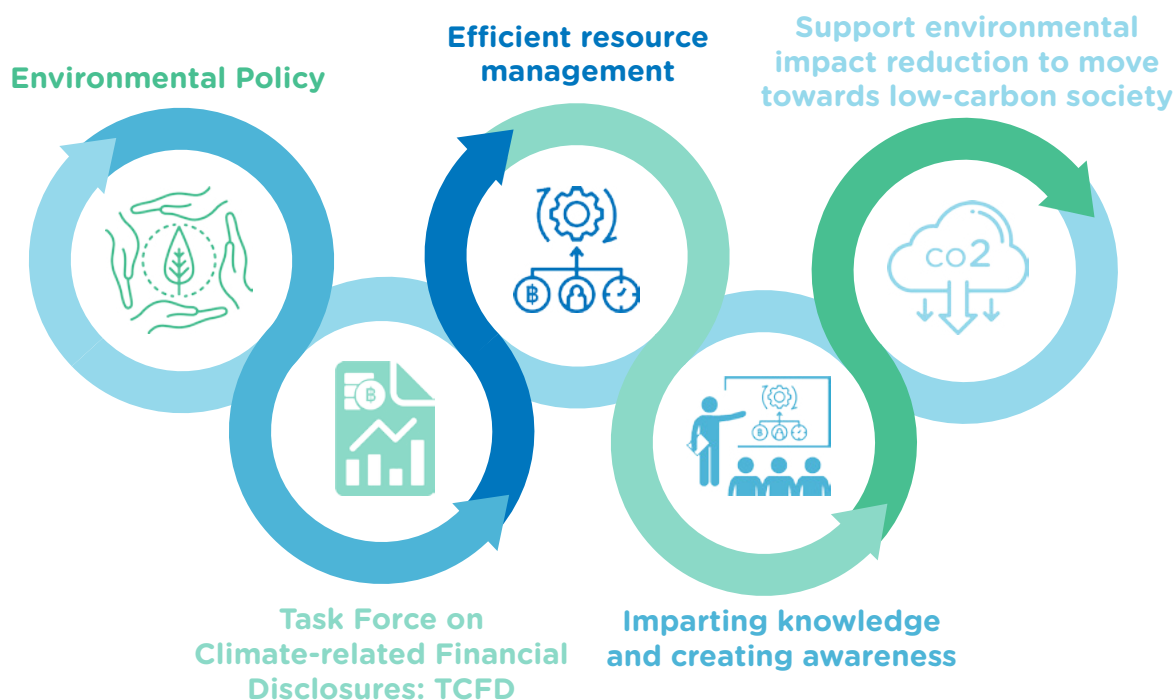 Environmental Policy
Efficient resource
management
Support environmental
impact reduction to move
towards low-carbon society
CO2
฿
฿
฿
Task Force on
Climate-related Financial
Disclosures: TCFD
Imparting knowledge
and creating awareness